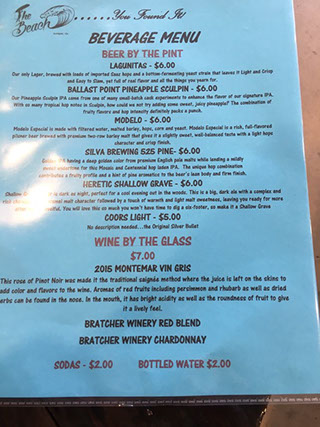 The Beach ......You Found It!
BEVERAGE MENU
BEER BY THE PINT
LAGUNITAS - $6.00
Our only Lager, brewed with loads of imported Saaz hops and a bottom-fermenting yeast strain that leaves it Light and Crisp
and Easy to Slam, yet full of real flavor and all the things you yearn for.
BALLAST POINT PINEAPPLE SCULPIN - $6.00
Our Pineapple Sculpin IPA came from one of many small-batch cask experiments to enhance the flavor of our signature IPA.
With so many tropical hop notes in Sculpin, how could we not try adding some sweet, juicy pineapple? The combination of
fruity flavors and hop intensity definitely packs a punch.
MODELO - $6.00
Modelo Especial is made with filtered water, malted barley, hops, corn and yeast. Modelo Especial is a rich, full-flavored
pilsner beer brewed with premium two-row barley malt that gives it a slightly sweet, well-balanced taste with a light hops
character and crisp finish.
SILVA BREWING 525 PINE- $6.00
IPA having a deep golden color from premium English pale malts while lending a mildly
sweet experience for this Mosaic and Centennial hop laden IPA. The unique hop combination
contributes a fruity profile and a hint of pine aromatics to the beer's lean body and firm finish.
HERETIC SHALLOW GRAVE - $6.00
Shallow is dark as night, perfect for a cool evening out in the woods. This is a big, dark ale with a complex and
rich malt character followed by a touch of warmth and light malt sweetness, leaving you ready for more
after mouthful. You will love this so much you won't have time to dig a six-footer, so make it a Shallow Grave
COORS LIGHT - $5.00
No description needed...the Original Silver Bullet
WINE BY THE GLASS
$7.00
2015 MONTEMAR VIN GRIS
This rose of Pinot Noir was made it the traditional saignée method where the juice is left on the skins to
add color and flavors to the wine. Aromas of red fruits including persimmon and rhubarb as well as dried
herbs can be found in the nose. In the mouth, it has bright acidity as well as the roundness of fruit to give
it a lively feel.
BRATCHER WINERY RED BLEND
BRATCHER WINERY CHARDONNAY
SODAS - $2.00 BOTTLED WATER $2.00